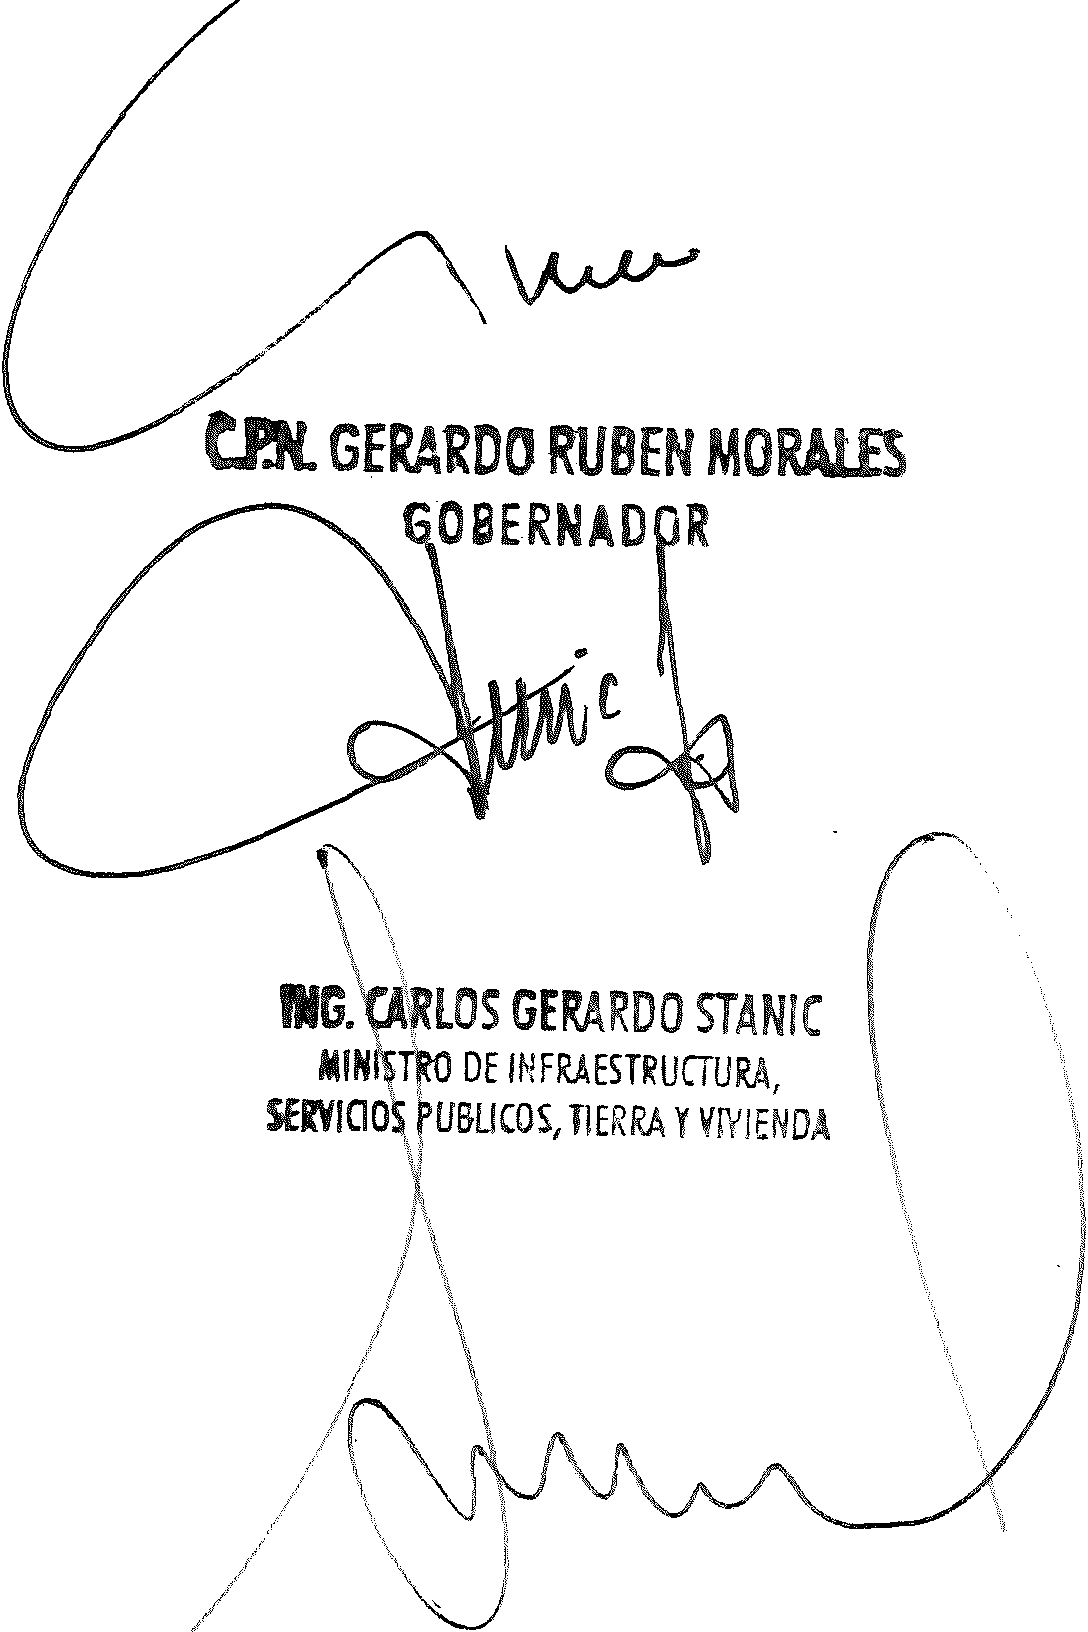 C.P.N. GERARDO RUBEN MORALES
GOBERNADOR
ING. CARLOS GERARDO STANIC
MINISTRO DE INFRAESTRUCTURA,
SERVICIOS PUBLICOS, TIERRA Y VIVIENDA